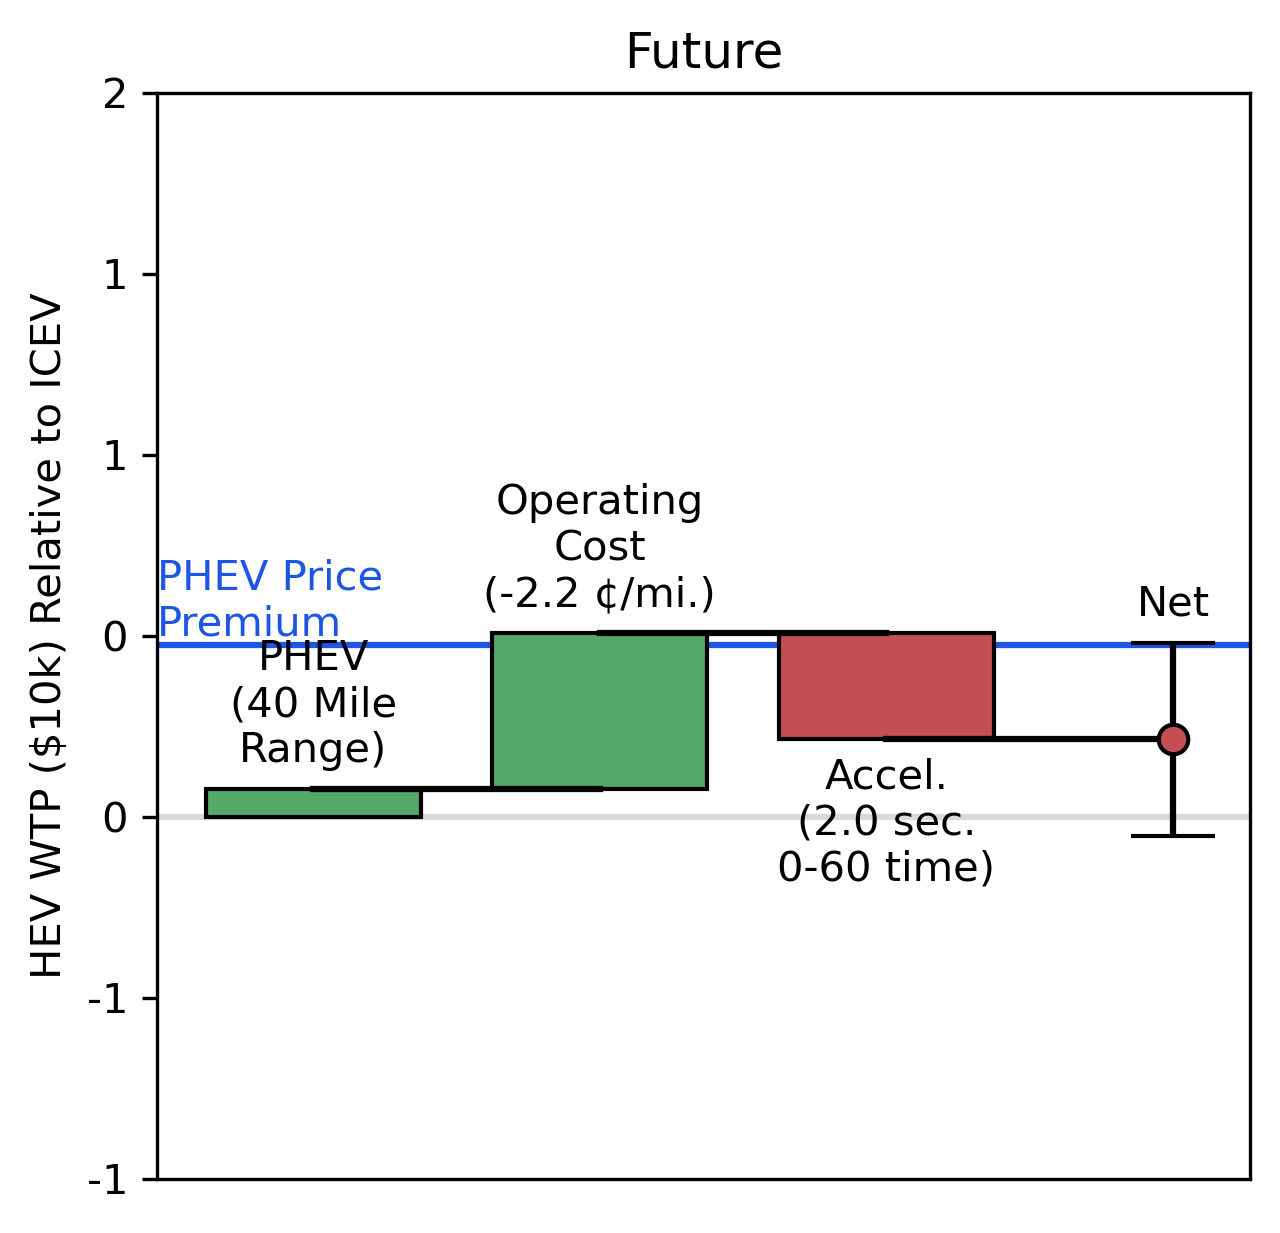 Future
2
1
1
0
0
-1
-1
HEV WTP ($10k) Relative to ICEV
PHEV Price
Premium
PHEV
(40 Mile
Range)
Operating
Cost
(-2.2 ¢/mi.)
Accel.
(2.0 sec.
0-60 time)
Net